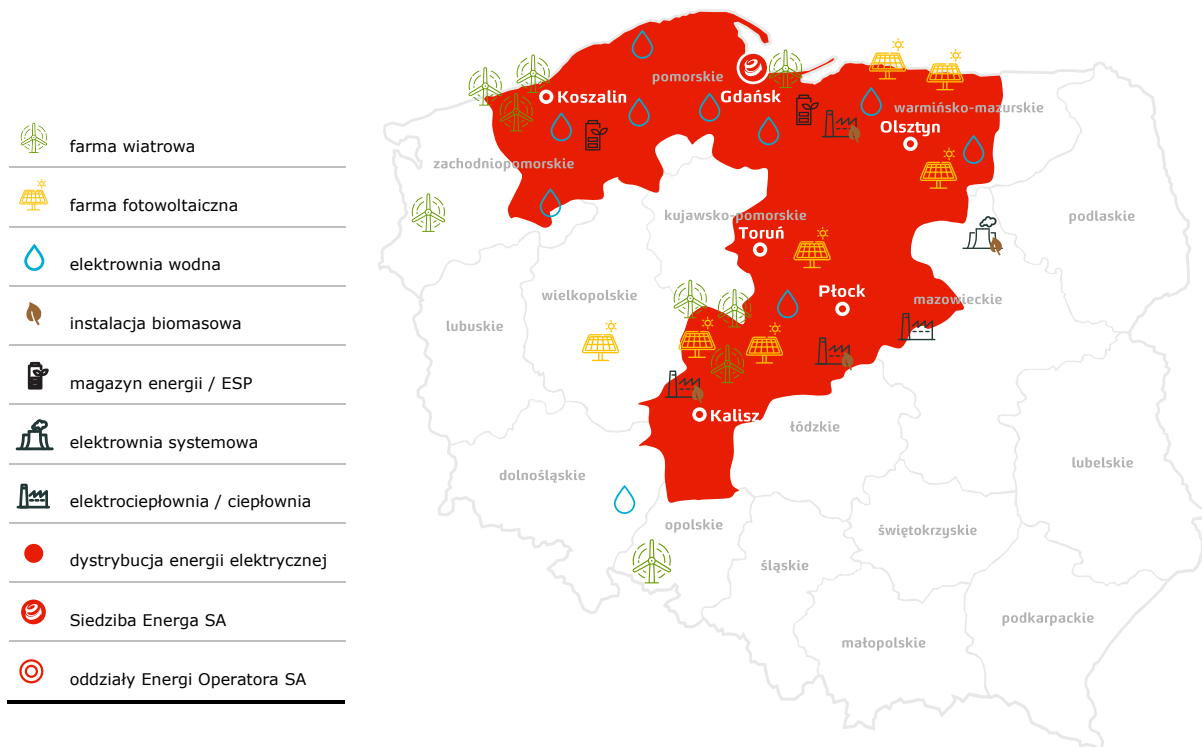 farma wiatrowa
farma fotowoltaiczna
elektrownia wodna
instalacja biomasowa
magazyn energii / ESP
elektrownia systemowa
elektrociepłownia / ciepłownia
dystrybucja energii elektrycznej
Siedziba Energa SA
oddziały Energi Operatora SA
pomorskie
Koszalin
Gdańsk
warmińsko-mazurskie
Olsztyn
zachodniopomorskie
kujawsko-pomorskie
podlaskie
Toruń
wielkopolskie
Płock
mazowieckie
lubuskie
Kalisz
łódzkie
lubelskie
dolnośląskie
opolskie
świętokrzyskie
śląskie
podkarpackie
małopolskie